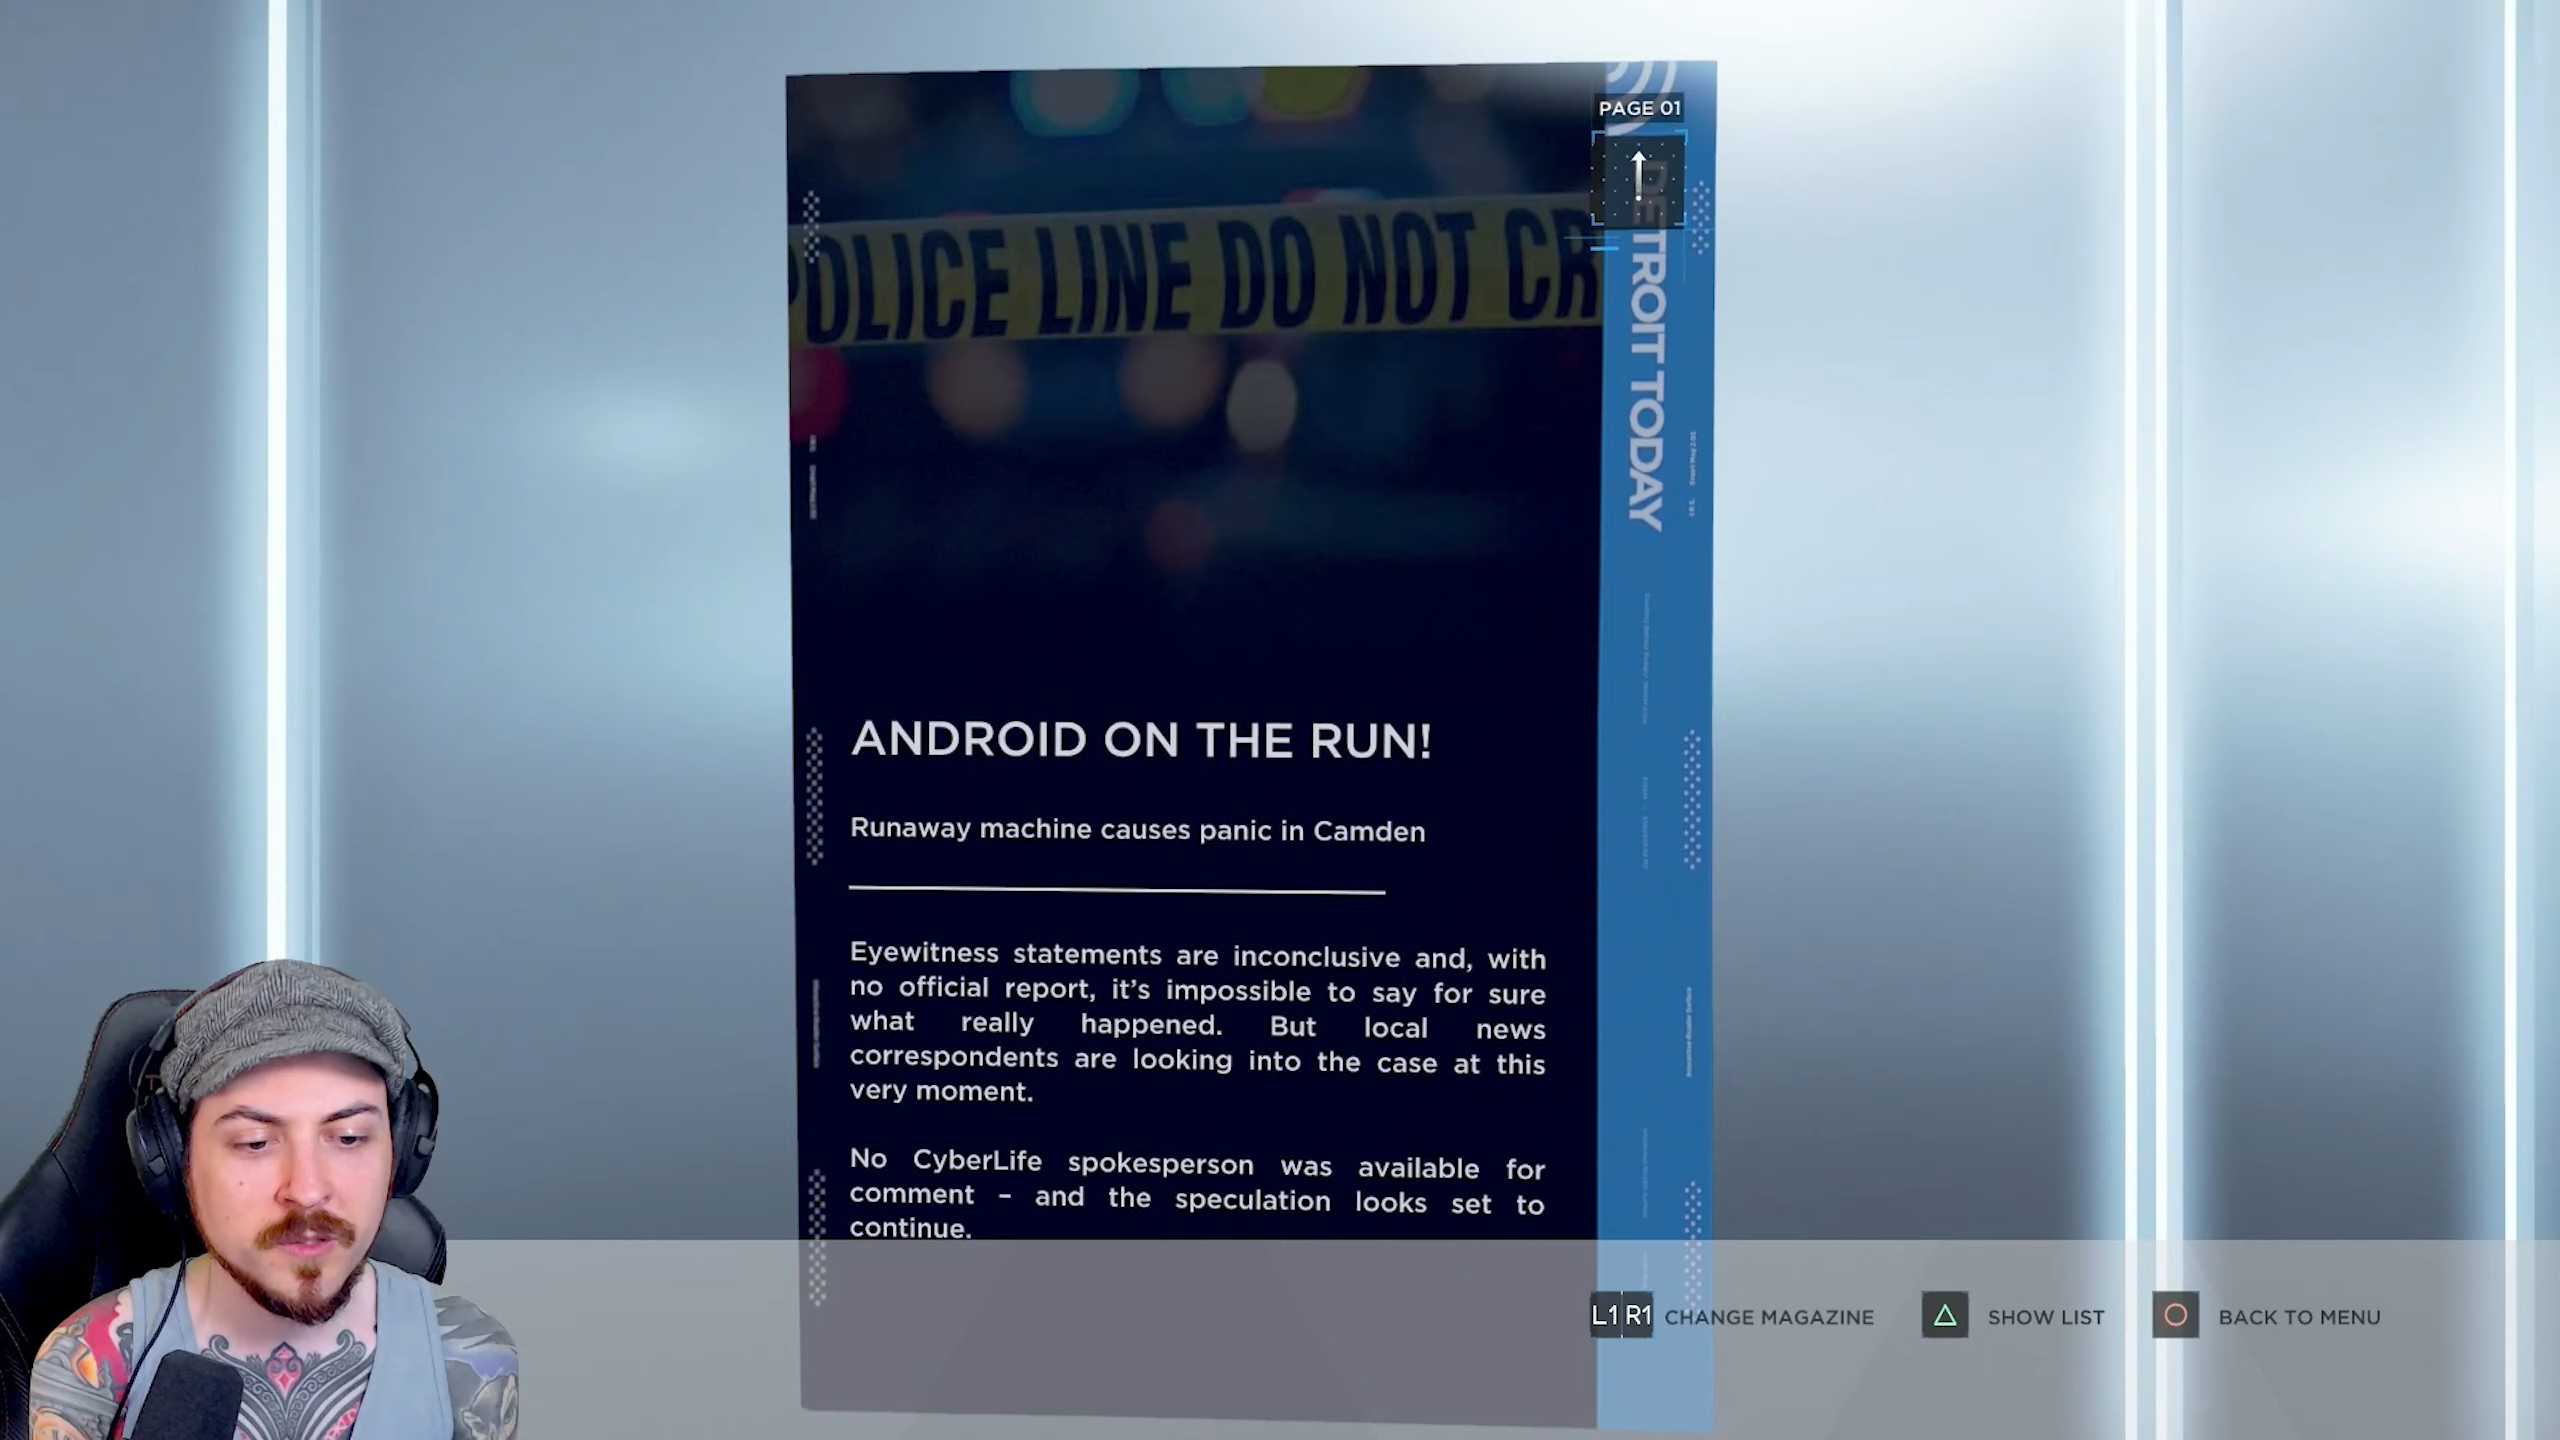 PAGE 01
POLICE LINE DO NOT CR
DETROIT TODAY
ANDROID ON THE RUN!
Runaway machine causes panic in Camden
Eyewitness statements are inconclusive and, with
no official report, it's impossible to say for sure
what really happened. But local news
correspondents are looking into the case at this
very moment.
No CyberLife spokesperson was available for
comment – and the speculation looks set to
continue.
L1 R1 CHANGE MAGAZINE
SHOW LIST
BACK TO MENU